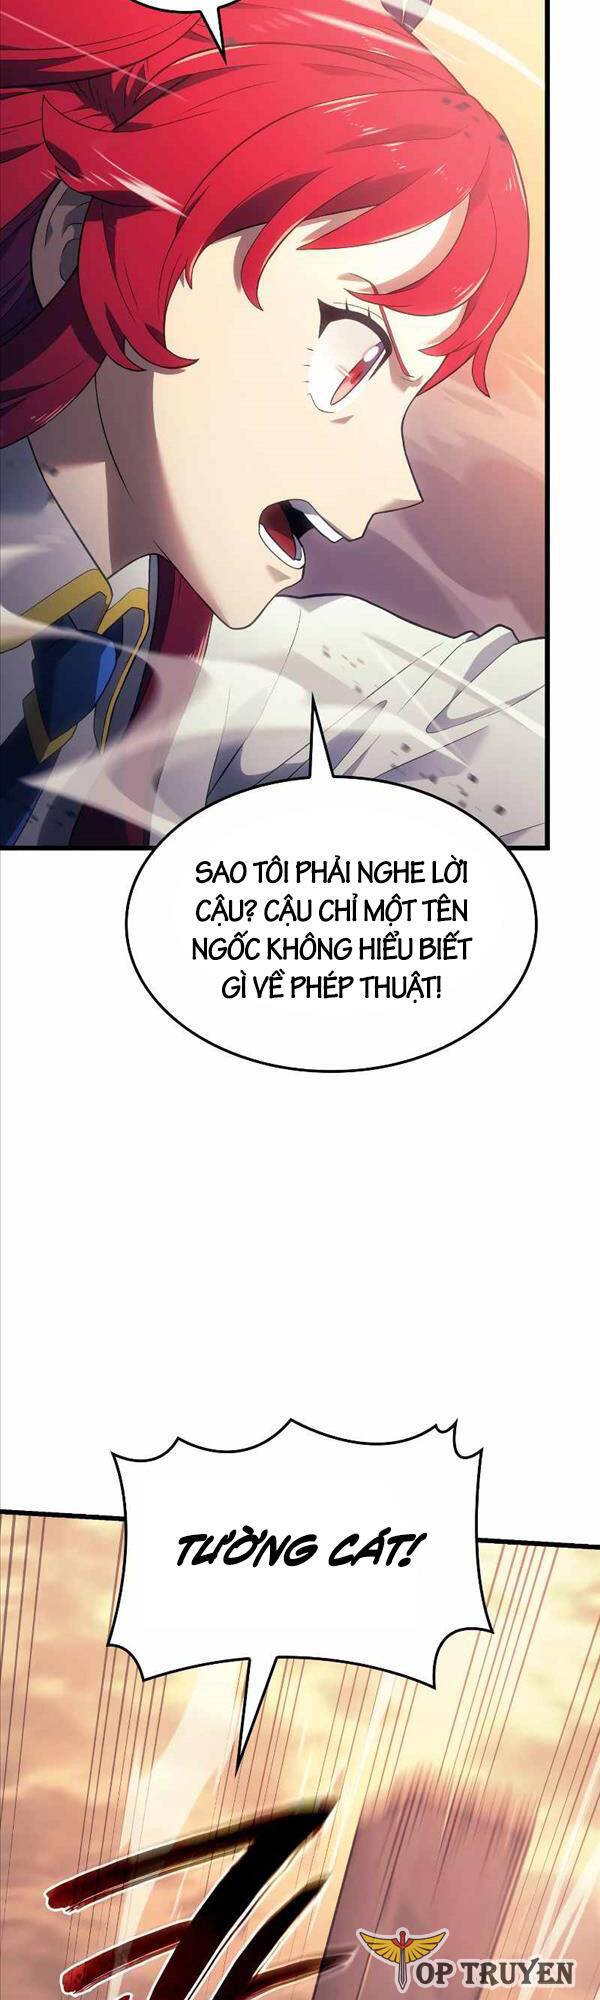 SAO TÔI PHẢI NGHE LỜI
CẬU? CẬU CHỈ MỘT TÊN
NGỐC KHÔNG HIỂU BIẾT
GÌ VỀ PHÉP THUẬT!
TƯỜNG CÁT!
TOP TRUYEN